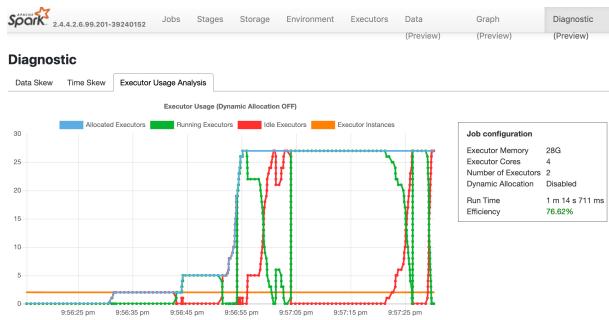 APACHE Spark 2.4.4.2.6.99.201-39240152 Jobs Stages Storage Environment Executors Data (Preview) Graph (Preview) Diagnostic (Preview)
Diagnostic
Data Skew Time Skew Executor Usage Analysis
Executor Usage (Dynamic Allocation OFF)
Allocated Executors Running Executors Idle Executors Executor Instances
30
25
20
15
10
5
0
9:56:25 pm 9:56:35 pm 9:56:45 pm 9:56:55 pm 9:57:05 pm 9:57:15 pm 9:57:25 pm
Job configuration
Executor Memory 28G
Executor Cores 4
Number of Executors 2
Dynamic Allocation Disabled
Run Time 1 m 14 s 711 ms
Efficiency 76.62%